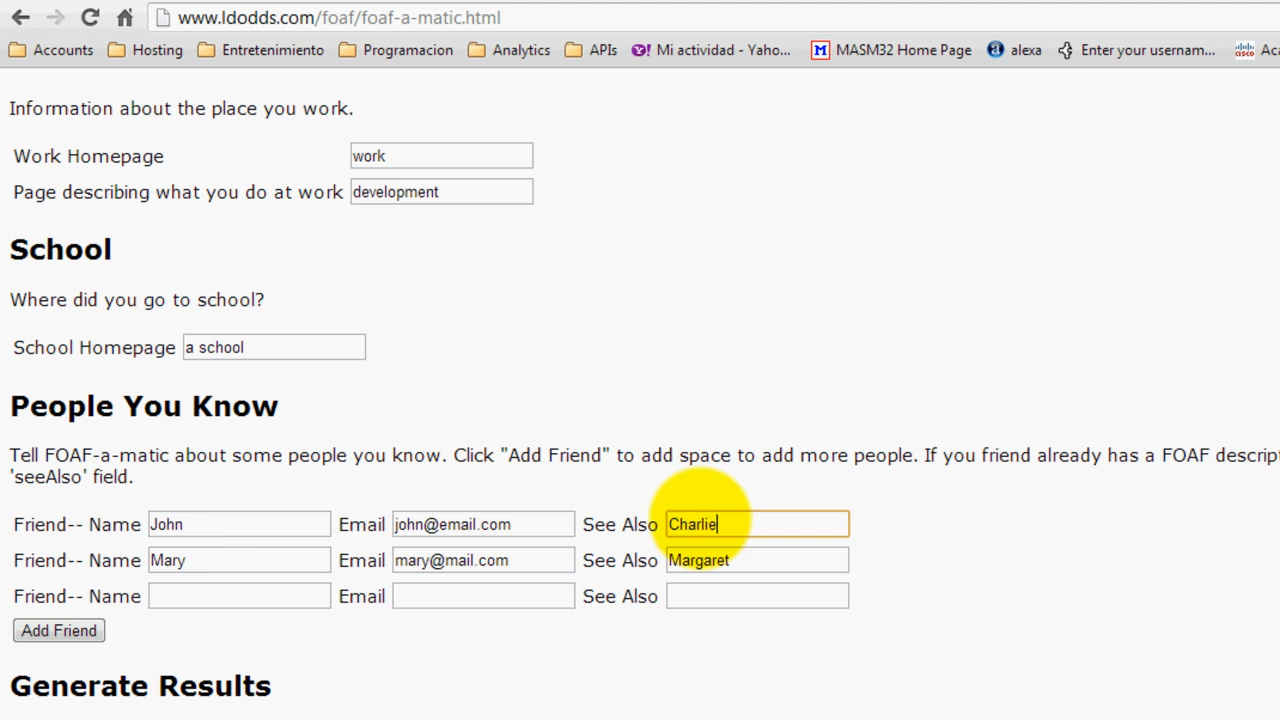 www.ldodds.com/foaf/foaf-a-matic.html
Accounts Hosting Entretenimiento Programacion Analytics APIs Y! Mi actividad - Yaho... M MASM32 Home Page a alexa Enter your usernam... cisco Aca
Information about the place you work.
Work Homepage work
Page describing what you do at work development
School
Where did you go to school?
School Homepage a school
People You Know
Tell FOAF-a-matic about some people you know. Click "Add Friend" to add space to add more people. If you friend already has a FOAF descript
'seeAlso' field.
Friend-- Name John Email john@email.com See Also Charlie
Friend-- Name Mary Email mary@mail.com See Also Margaret
Friend-- Name Email See Also
Add Friend
Generate Results